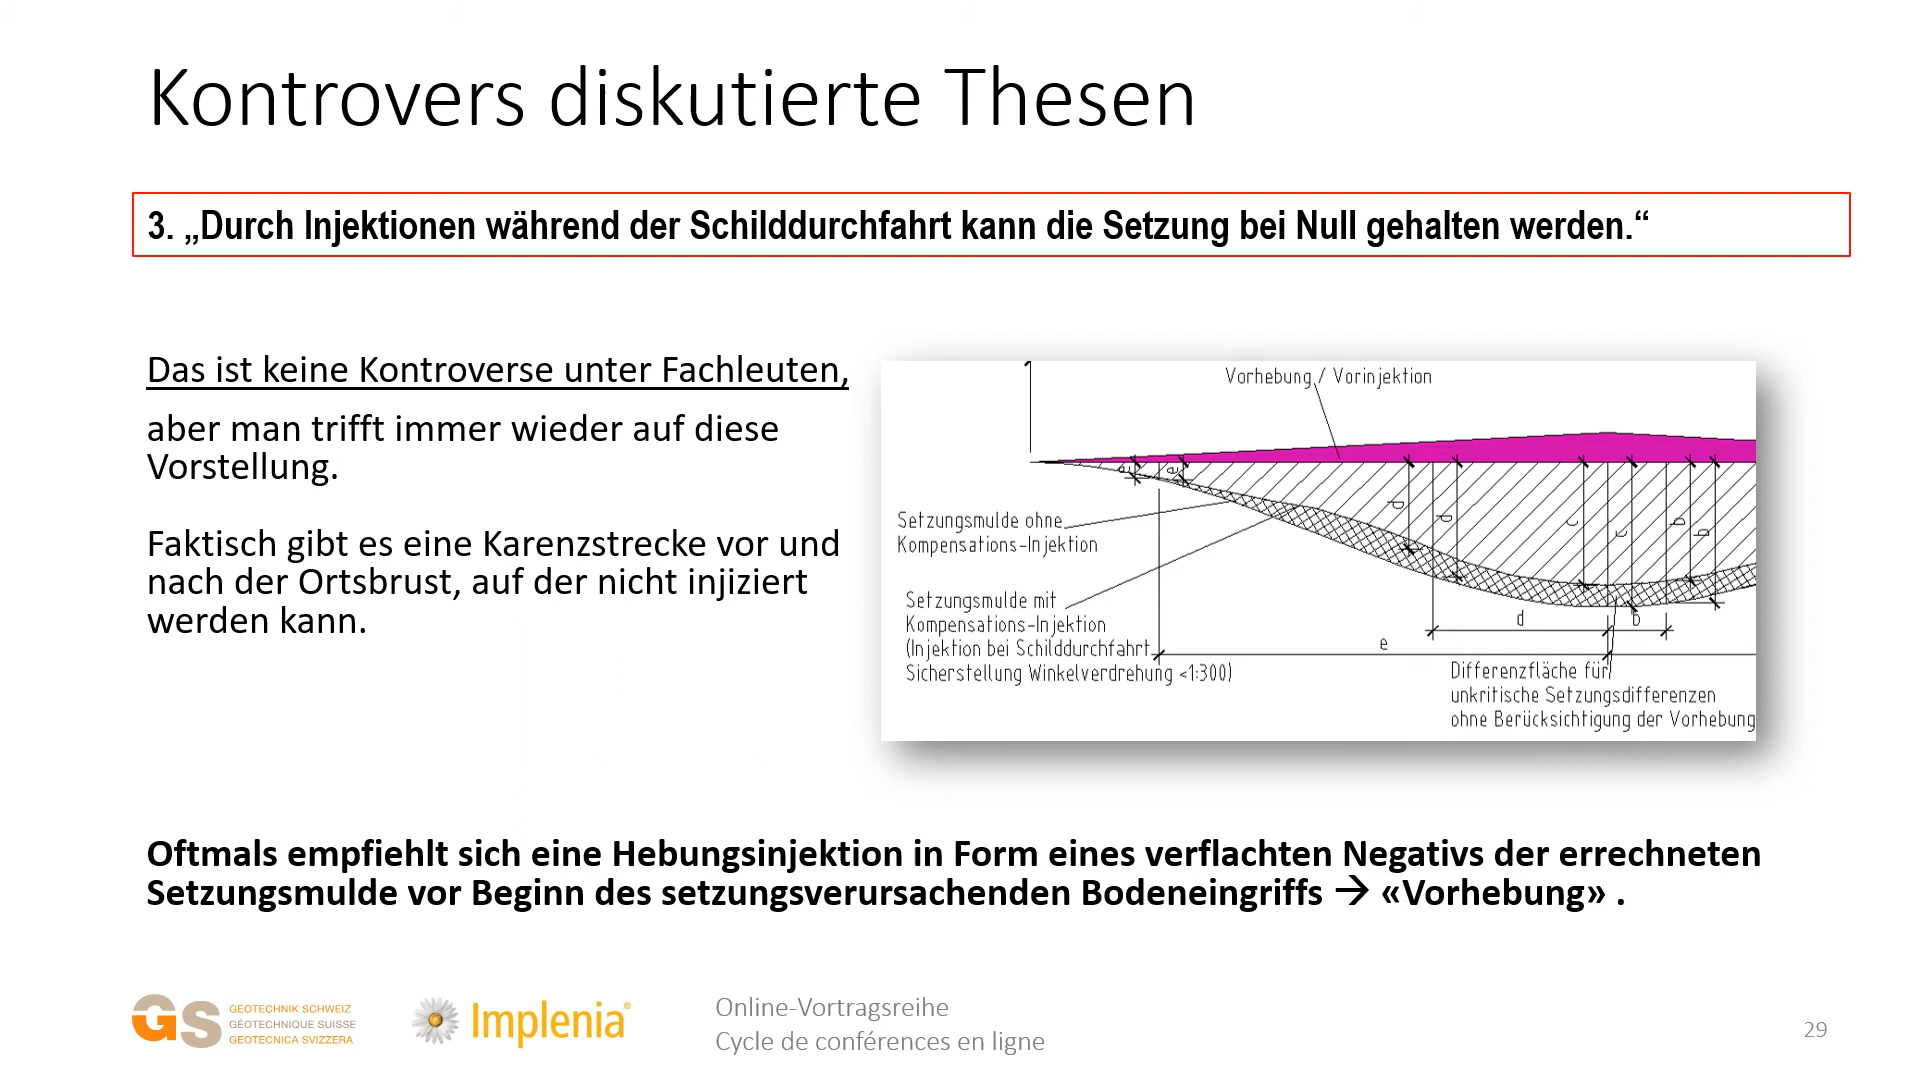 Kontrovers diskutierte Thesen
3. „Durch Injektionen während der Schilddurchfahrt kann die Setzung bei Null gehalten werden.“
Das ist keine Kontroverse unter Fachleuten,
aber man trifft immer wieder auf diese
Vorstellung.
Faktisch gibt es eine Karenzstrecke vor und
nach der Ortsbrust, auf der nicht injiziert
werden kann.
Vorhebung / Vorinjektion
Setzungsmulde ohne
Kompensations-Injektion
Setzungsmulde mit
Kompensations-Injektion
(Injektion bei Schilddurchfahrt
Sicherstellung Winkelverdrehung <1:300)
e
d
d
c
c
b
b
d
b
e
Differenzfläche für
unkritische Setzungsdifferenzen
ohne Berücksichtigung der Vorhebung
Oftmals empfiehlt sich eine Hebungsinjektion in Form eines verflachten Negativs der errechneten
Setzungsmulde vor Beginn des setzungsverursachenden Bodeneingriffs → «Vorhebung» .
GS
GEOTECHNIK SCHWEIZ
GÉOTECHNIQUE SUISSE
GEOTECNICA SVIZZERA
Implenia®
Online-Vortragsreihe
Cycle de conférences en ligne
29